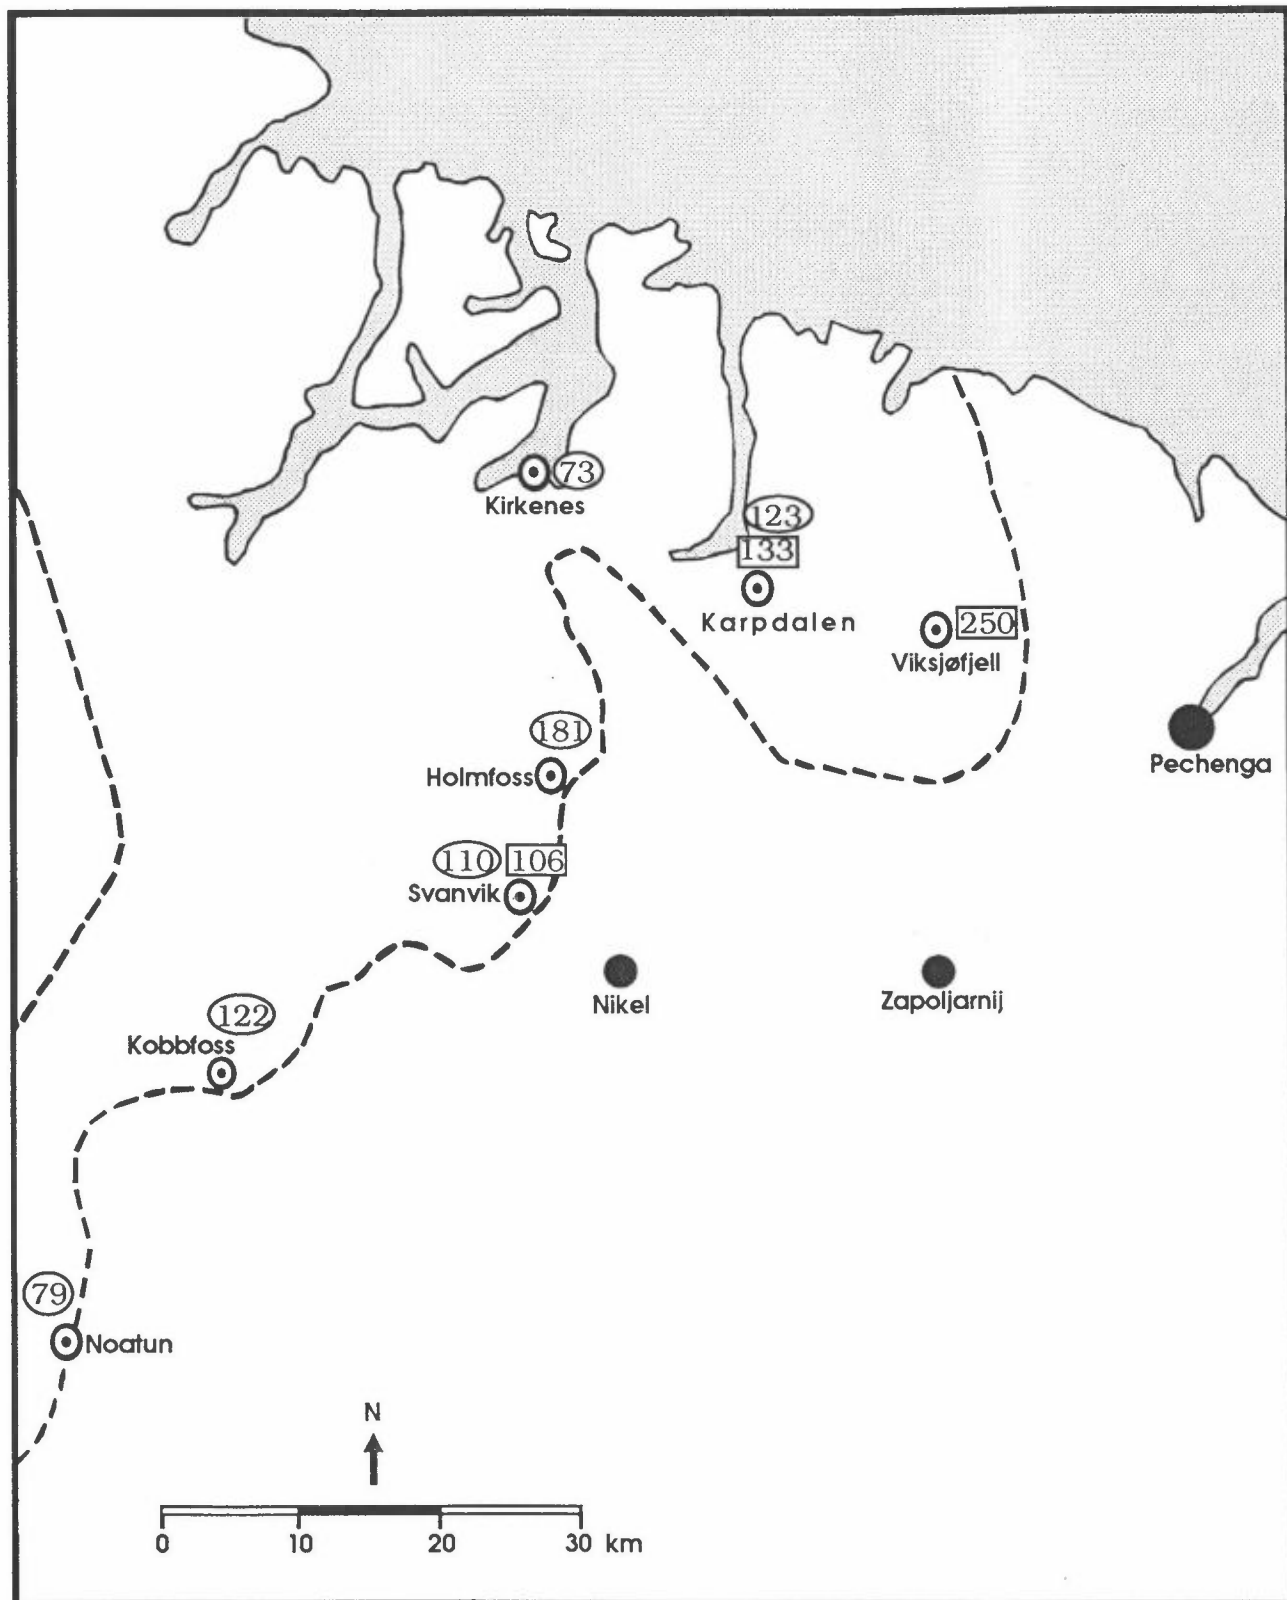 73
Kirkenes
123
133
Karpdalen
250
Viksjøfjell
181
Holmfoss
Pechenga
110 106
Svanvik
Nikel
Zapoljarnij
122
Kobbfoss
79
Noatun
N
0 10 20 30 km